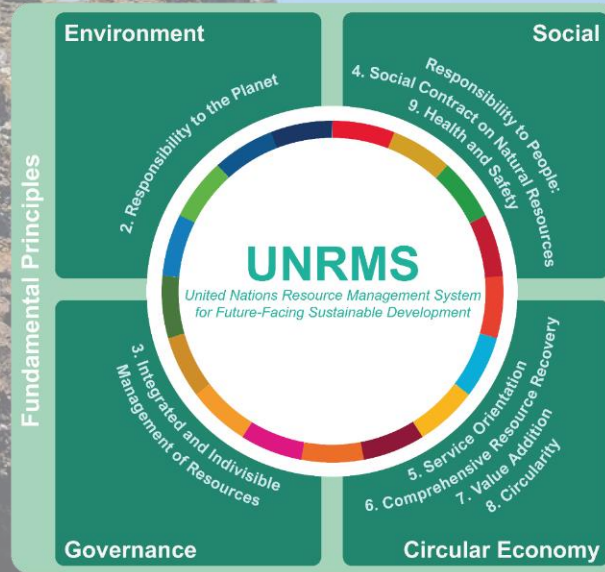 Fundamental Principles
Environment
2. Responsibility to the Planet
Social
Responsibility to People:
4. Social Contract on Natural Resources
9. Health and Safety
UNRMS
United Nations Resource Management System
for Future-Facing Sustainable Development
3. Integrated and Indivisible
Management of Resources
Governance
5. Service Orientation
6. Comprehensive Resource Recovery
7. Value Addition
8. Circularity
Circular Economy